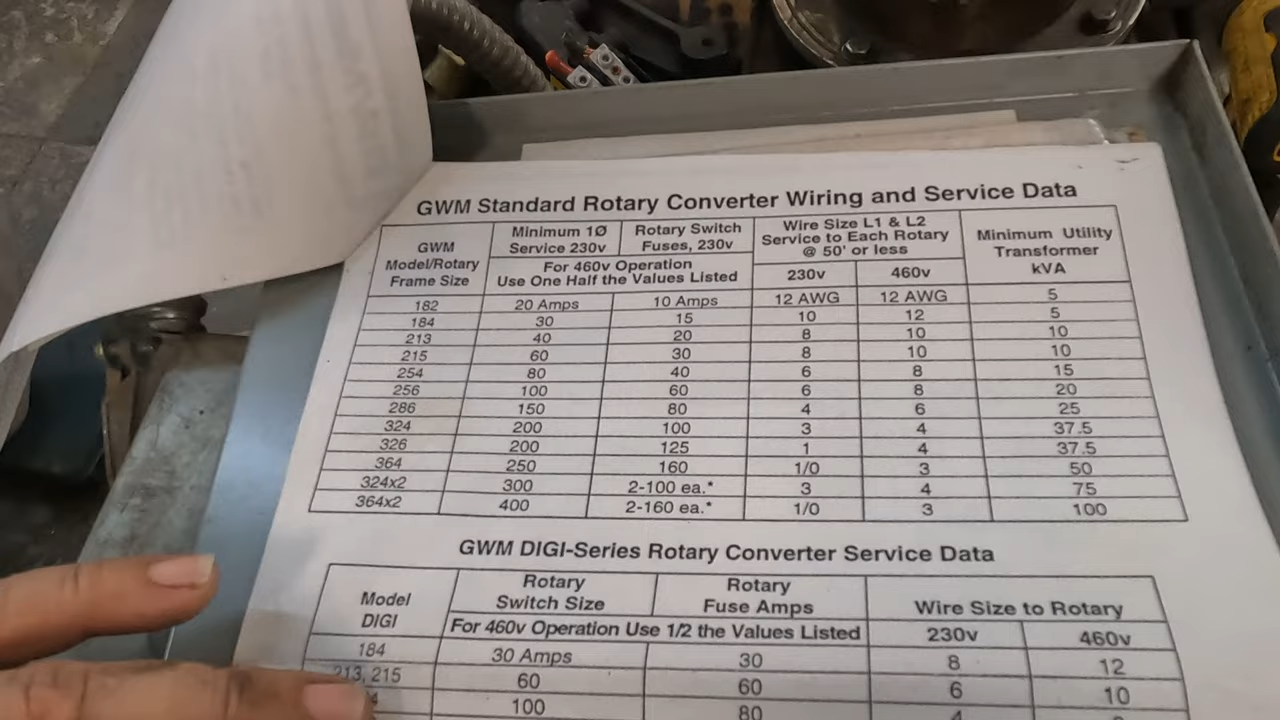 GWM Standard Rotary Converter Wiring and Service Data
GWM Model/Rotary Frame Size
Minimum 1Ø Service 230v
Rotary Switch Fuses, 230v
For 460v Operation Use One Half the Values Listed
Wire Size L1 & L2 Service to Each Rotary @ 50' or less
230v 460v
Minimum Utility Transformer kVA
182 20 Amps 10 Amps 12 AWG 12 AWG 5
184 30 15 10 12 5
213 40 20 8 10 10
215 60 30 8 10 10
254 80 40 6 8 15
256 100 60 6 8 20
286 150 80 4 6 25
324 200 100 3 4 37.5
326 200 125 1 4 37.5
364 250 160 1/0 3 50
324x2 300 2-100 ea.* 3 4 75
364x2 400 2-160 ea.* 1/0 3 100
GWM DIGI-Series Rotary Converter Service Data
Model DIGI
Rotary Switch Size
Rotary Fuse Amps
For 460v Operation Use 1/2 the Values Listed
Wire Size to Rotary
230v 460v
184 30 Amps 30 8 12
213, 215 60 60 6 10
100 80